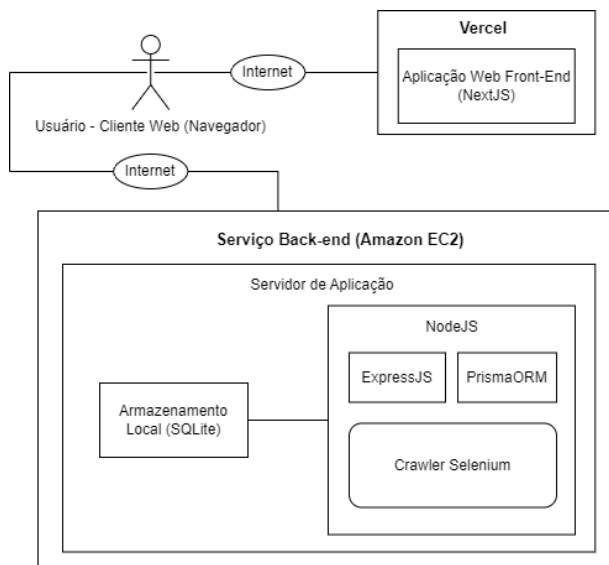 Vercel
Internet
Aplicação Web Front-End
(NextJS)
Usuário - Cliente Web (Navegador)
Internet
Serviço Back-end (Amazon EC2)
Servidor de Aplicação
NodeJS
ExpressJS
PrismaORM
Armazenamento
Local (SQLite)
Crawler Selenium